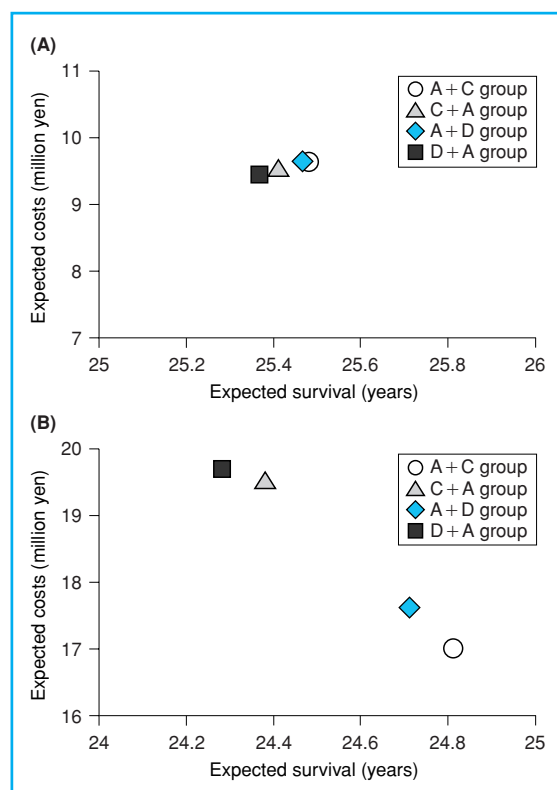 (A)
Expected costs (million yen)
11
10
9
8
7
25
25.2
25.4
25.6
25.8
26
Expected survival (years)
A + C group
C + A group
A + D group
D + A group
(B)
Expected costs (million yen)
20
19
18
17
16
24
24.2
24.4
24.6
24.8
25
Expected survival (years)
A + C group
C + A group
A + D group
D + A group